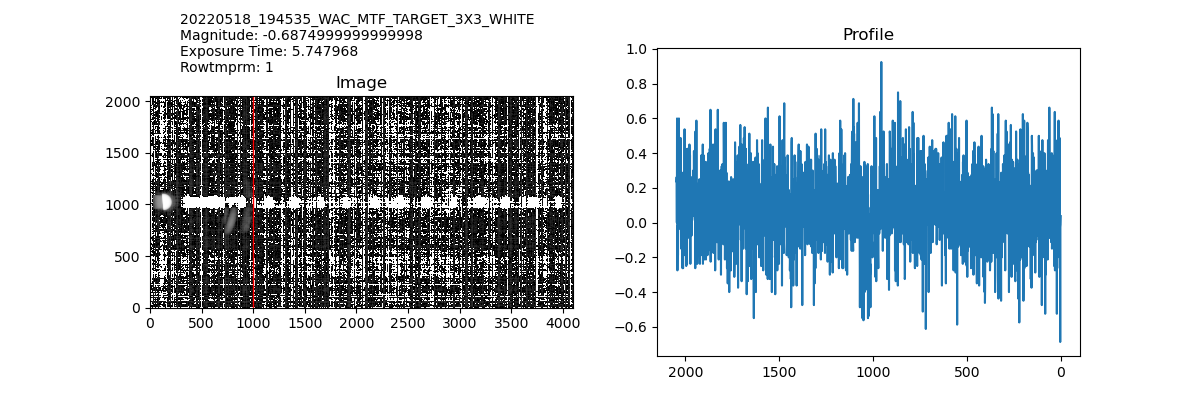 20220518_194535_WAC_MTF_TARGET_3X3_WHITE
Magnitude: -0.6874999999999998
Exposure Time: 5.747968
Rowtmprm: 1
Image
2000
1500
1000
500
0
0 500 1000 1500 2000 2500 3000 3500 4000
Profile
1.0
0.8
0.6
0.4
0.2
0.0
−0.2
−0.4
−0.6
2000 1500 1000 500 0